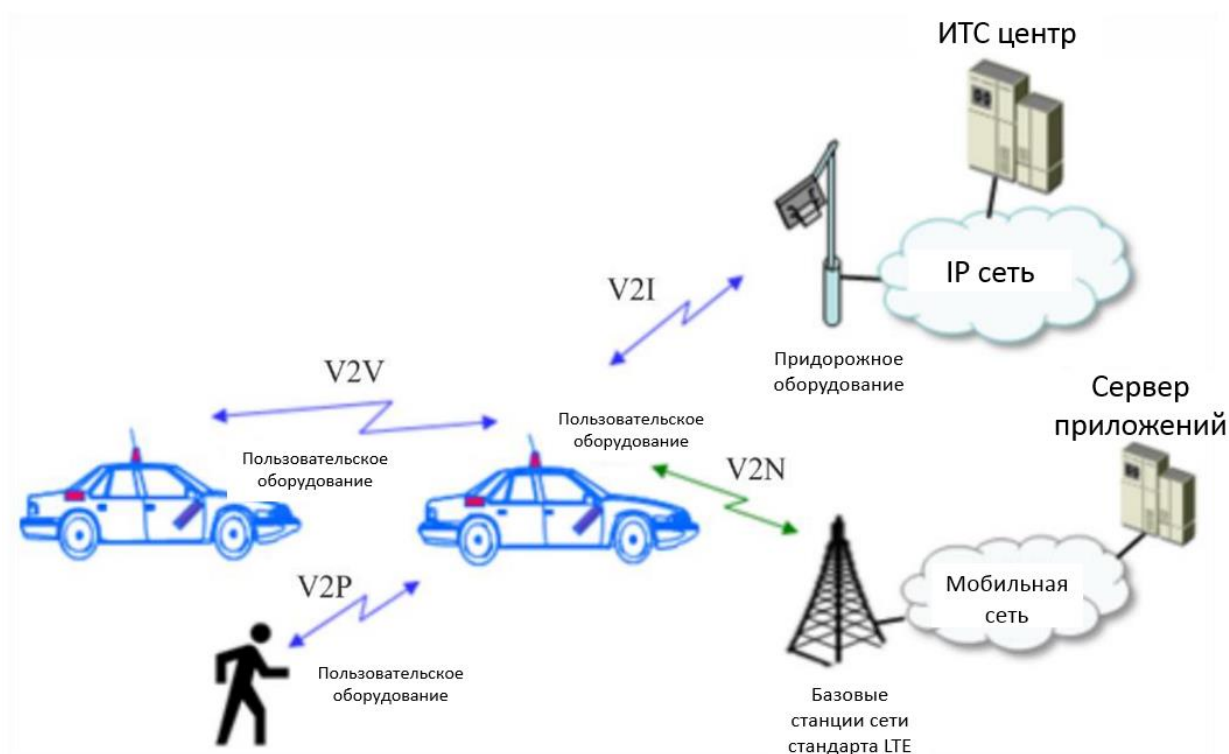 ИТС центр
IP сеть
V2I
Придорожное
оборудование
V2V
Сервер
приложений
Пользовательское
оборудование
Пользовательское
оборудование
V2N
V2P
Мобильная
сеть
Пользовательское
оборудование
Базовые
станции сети
стандарта LTE